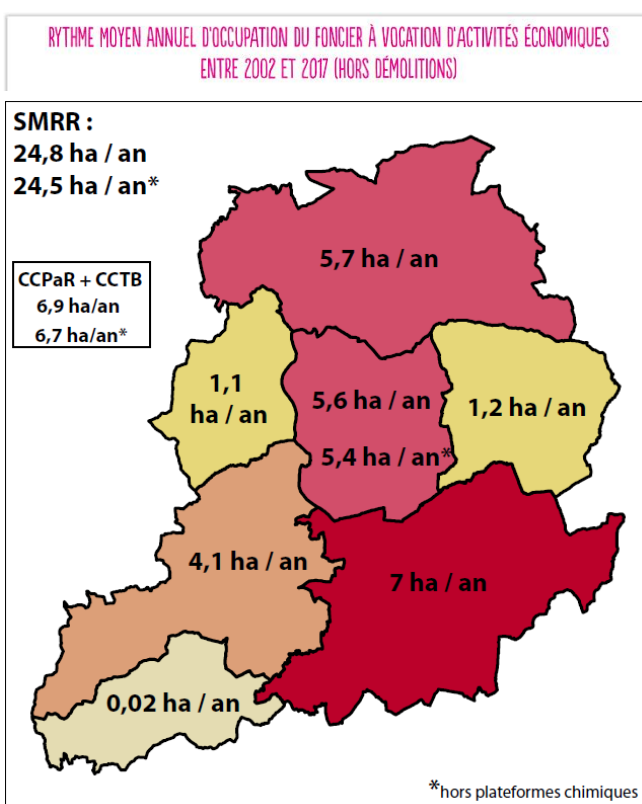 RYTHME MOYEN ANNUEL D'OCCUPATION DU FONCIER À VOCATION D'ACTIVITÉS ÉCONOMIQUES
ENTRE 2002 ET 2017 (HORS DÉMOLITIONS)
SMRR :
24,8 ha / an
24,5 ha / an*
CCPaR + CCTB
6,9 ha/an
6,7 ha/an*
5,7 ha / an
1,1
ha / an
5,6 ha / an
5,4 ha / an*
1,2 ha / an
4,1 ha / an
7 ha / an
0,02 ha / an
*hors plateformes chimiques